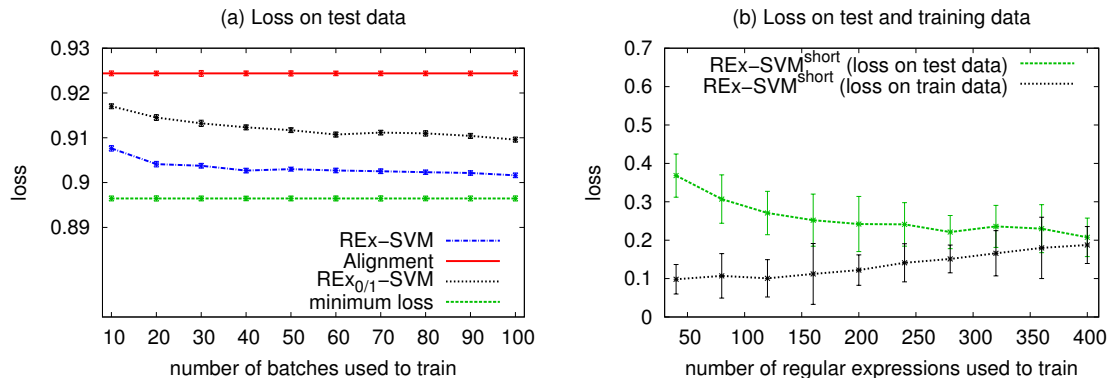 (a) Loss on test data
0.93
0.92
0.91
0.9
0.89
loss
REx−SVM
Alignment
REx0/1−SVM
minimum loss
10 20 30 40 50 60 70 80 90 100
number of batches used to train
(b) Loss on test and training data
0.7
0.6
0.5
0.4
0.3
0.2
0.1
0
loss
REx−SVMshort (loss on test data)
REx−SVMshort (loss on train data)
50 100 150 200 250 300 350 400
number of regular expressions used to train